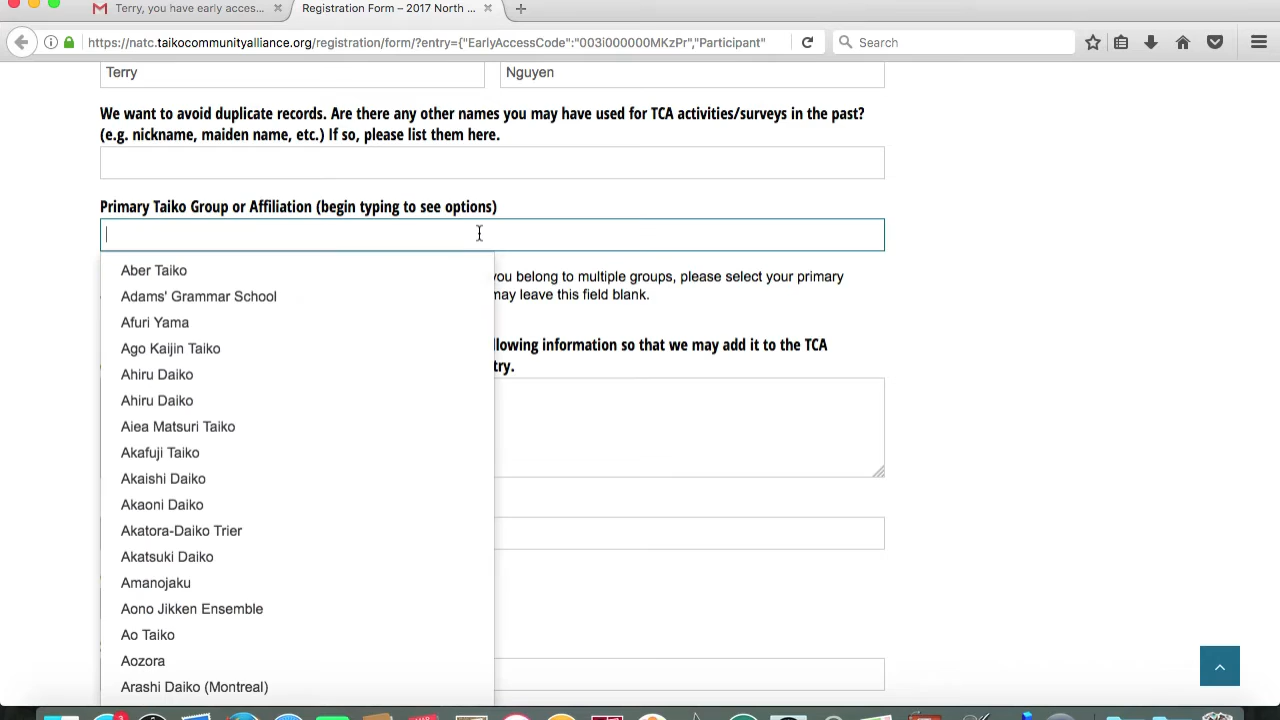 Terry, you have early acces...
Registration Form – 2017 North ...
https://natc.taikocommunityalliance.org/registration/form/?entry={"EarlyAccessCode":"003i000000MKzPr","Participant"
Search
Terry
Nguyen
We want to avoid duplicate records. Are there any other names you may have used for TCA activities/surveys in the past?
(e.g. nickname, maiden name, etc.) If so, please list them here.
Primary Taiko Group or Affiliation (begin typing to see options)
Aber Taiko
you belong to multiple groups, please select your primary
Adams' Grammar School
may leave this field blank.
Afuri Yama
Ago Kaijin Taiko
llowing information so that we may add it to the TCA
try.
Ahiru Daiko
Ahiru Daiko
Aiea Matsuri Taiko
Akafuji Taiko
Akaishi Daiko
Akaoni Daiko
Akatora-Daiko Trier
Akatsuki Daiko
Amanojaku
Aono Jikken Ensemble
Ao Taiko
Aozora
Arashi Daiko (Montreal)